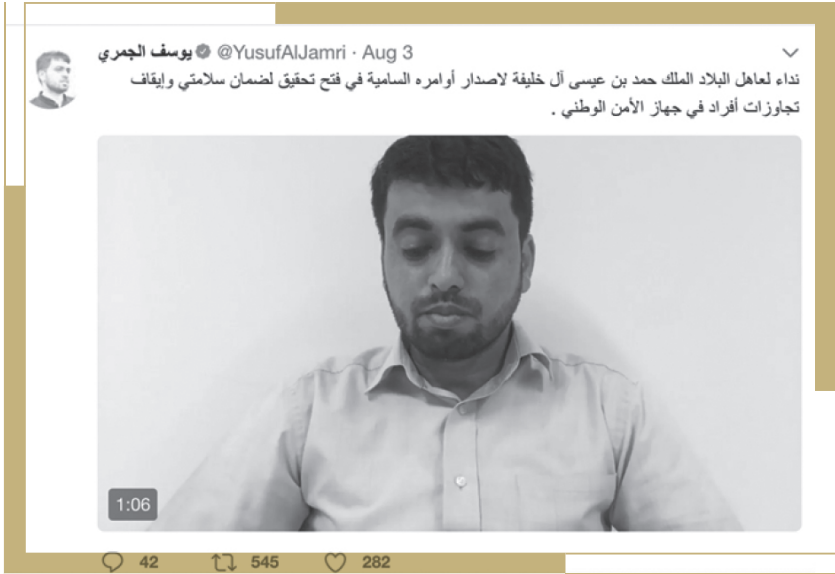 يوسف الجمري @YusufAlJamri · Aug 3
نداء لعاهل البلاد الملك حمد بن عيسى آل خليفة لاصدار أوامره السامية في فتح تحقيق لضمان سلامتي وإيقاف
تجاوزات أفراد في جهاز الأمن الوطني .
1:06
42 545 282